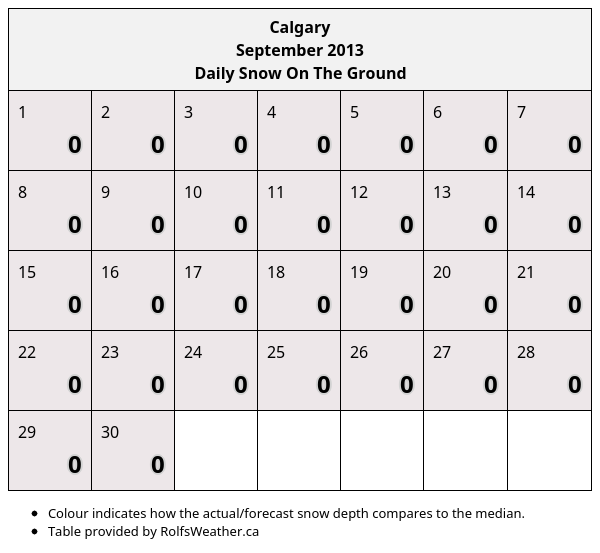 Calgary
September 2013
Daily Snow On The Ground
1 2 3 4 5 6 7
0 0 0 0 0 0 0
8 9 10 11 12 13 14
0 0 0 0 0 0 0
15 16 17 18 19 20 21
0 0 0 0 0 0 0
22 23 24 25 26 27 28
0 0 0 0 0 0 0
29 30
0 0
• Colour indicates how the actual/forecast snow depth compares to the median.
• Table provided by RolfsWeather.ca